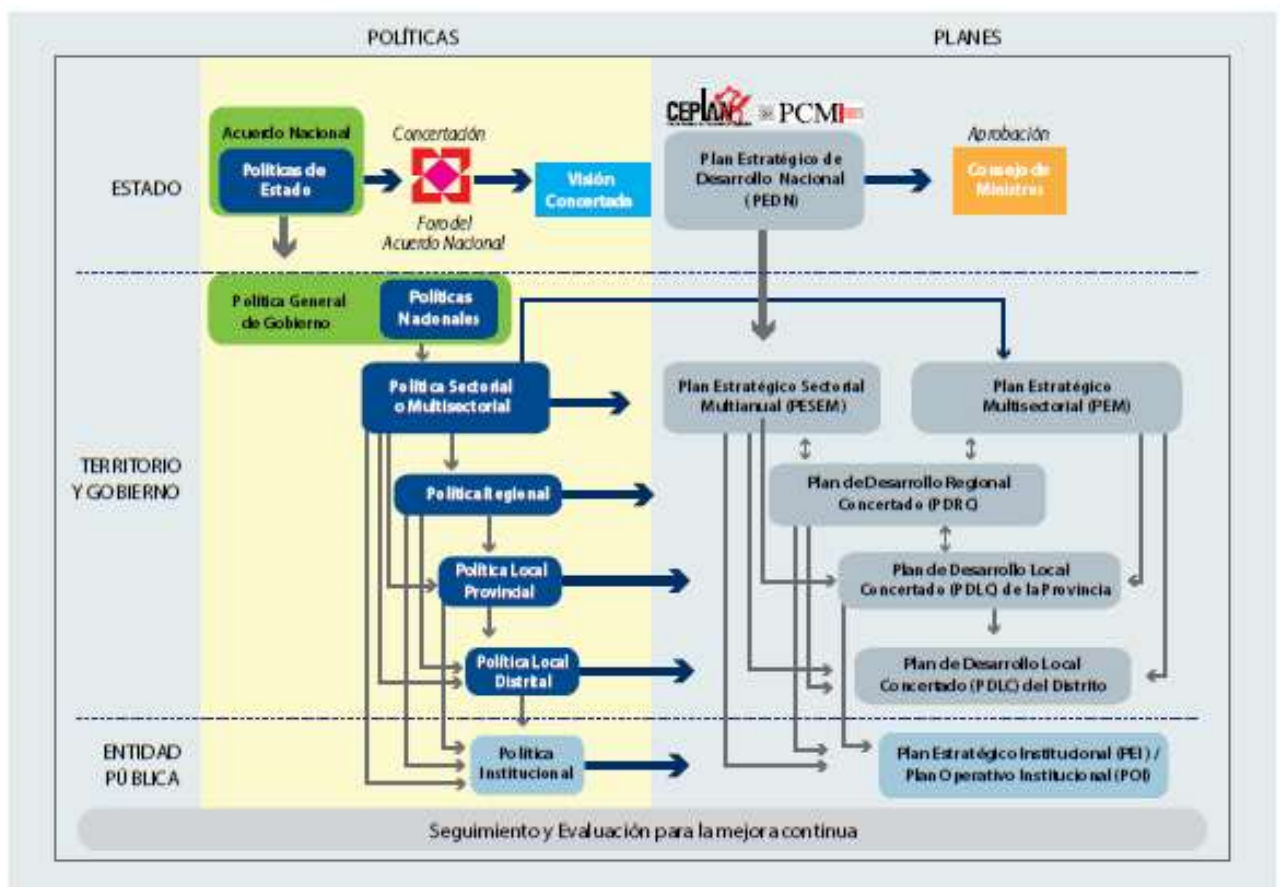 POLÍTICAS
PLANES
ESTADO
Acuerdo Nacional
Políticas de
Estado
Concertación
Foro del
Acuerdo Nacional
Visión
Concertada
CEPLAN
PCM
Plan Estratégico de
Desarrollo Nacional
(PEDN)
Aprobación
Consejo de
Ministros
TERRITORIO
Y GOBIERNO
Política General
de Gobierno
Políticas
Nacionales
Política Sectorial
o Multisectorial
Plan Estratégico Sectorial
Multianual (PESEM)
Plan Estratégico
Multisectorial (PEM)
Política Regional
Plan de Desarrollo Regional
Concertado (PDRC)
Política Local
Provincial
Plan de Desarrollo Local
Concertado (PDLC) de la Provincia
Política Local
Distrital
Plan de Desarrollo Local
Concertado (PDLC) del Distrito
ENTIDAD
PÚBLICA
Política
Institucional
Plan Estratégico Institucional (PEI) /
Plan Operativo Institucional (POI)
Seguimiento y Evaluación para la mejora continua